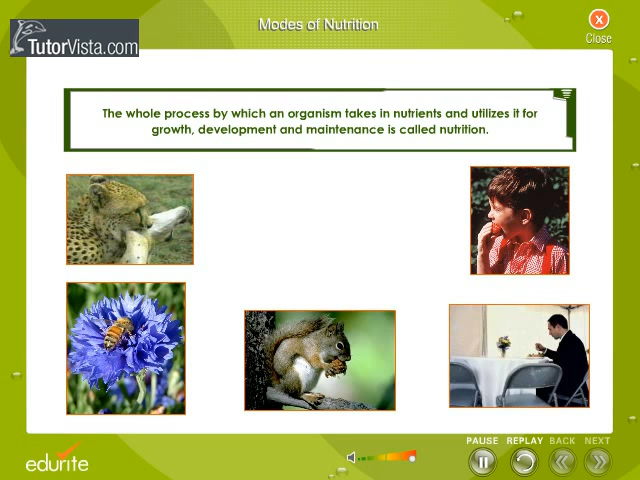 Modes of Nutrition
x
Close
TutorVista.com
The whole process by which an organism takes in nutrients and utilizes it for
growth, development and maintenance is called nutrition.
PAUSE REPLAY BACK NEXT
edurite